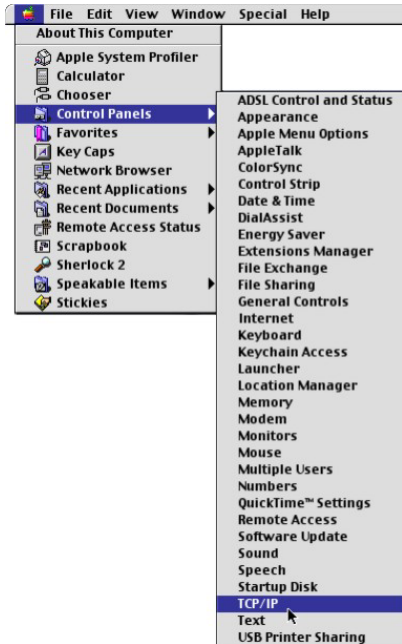 File Edit View Window Special Help
About This Computer
Apple System Profiler
Calculator
Chooser
Control Panels
Favorites
Key Caps
Network Browser
Recent Applications
Recent Documents
Remote Access Status
Scrapbook
Sherlock 2
Speakable Items
Stickies
ADSL Control and Status
Appearance
Apple Menu Options
AppleTalk
ColorSync
Control Strip
Date & Time
DialAssist
Energy Saver
Extensions Manager
File Exchange
File Sharing
General Controls
Internet
Keyboard
Keychain Access
Launcher
Location Manager
Memory
Modem
Monitors
Mouse
Multiple Users
Numbers
QuickTime™ Settings
Remote Access
Software Update
Sound
Speech
Startup Disk
TCP/IP
Text
USB Printer Sharing